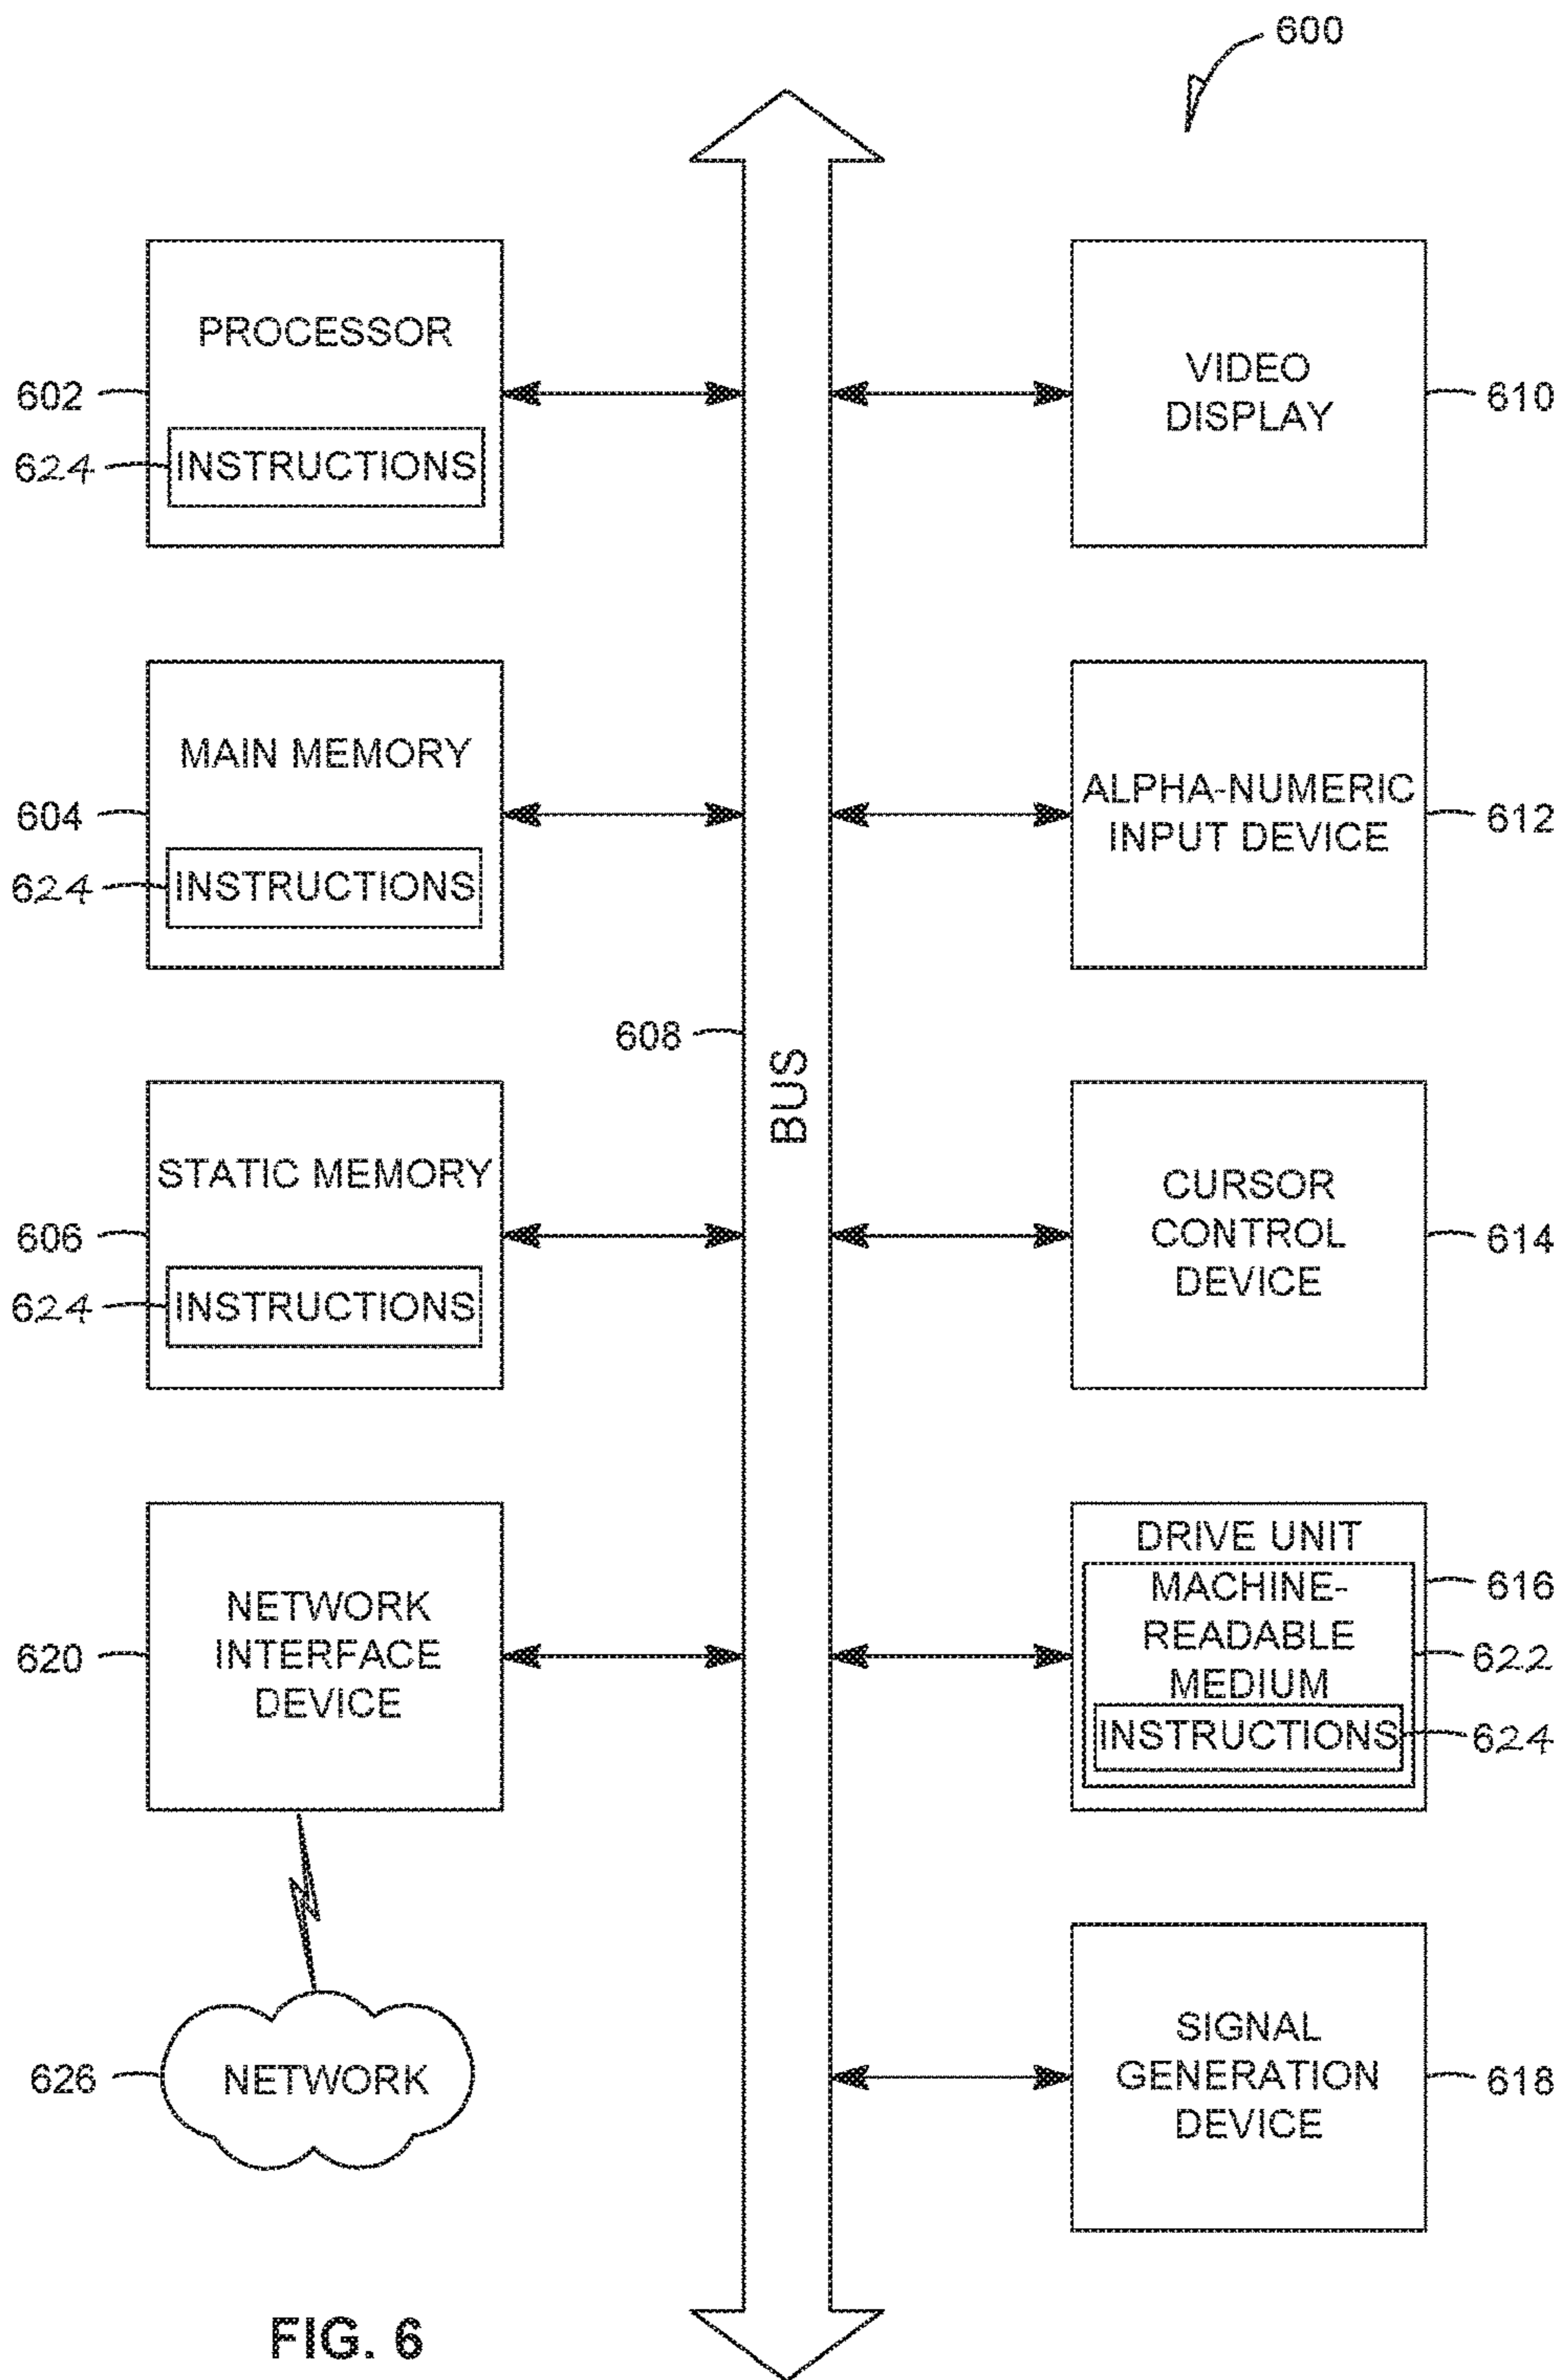 600
PROCESSOR
602
624
INSTRUCTIONS
VIDEO
DISPLAY
610
MAIN MEMORY
604
624
INSTRUCTIONS
ALPHA-NUMERIC
INPUT DEVICE
612
608
BUS
STATIC MEMORY
606
624
INSTRUCTIONS
CURSOR
CONTROL
DEVICE
614
NETWORK
INTERFACE
DEVICE
620
DRIVE UNIT
616
MACHINE-
READABLE
MEDIUM
622
INSTRUCTIONS
624
626
NETWORK
SIGNAL
GENERATION
DEVICE
618
FIG. 6